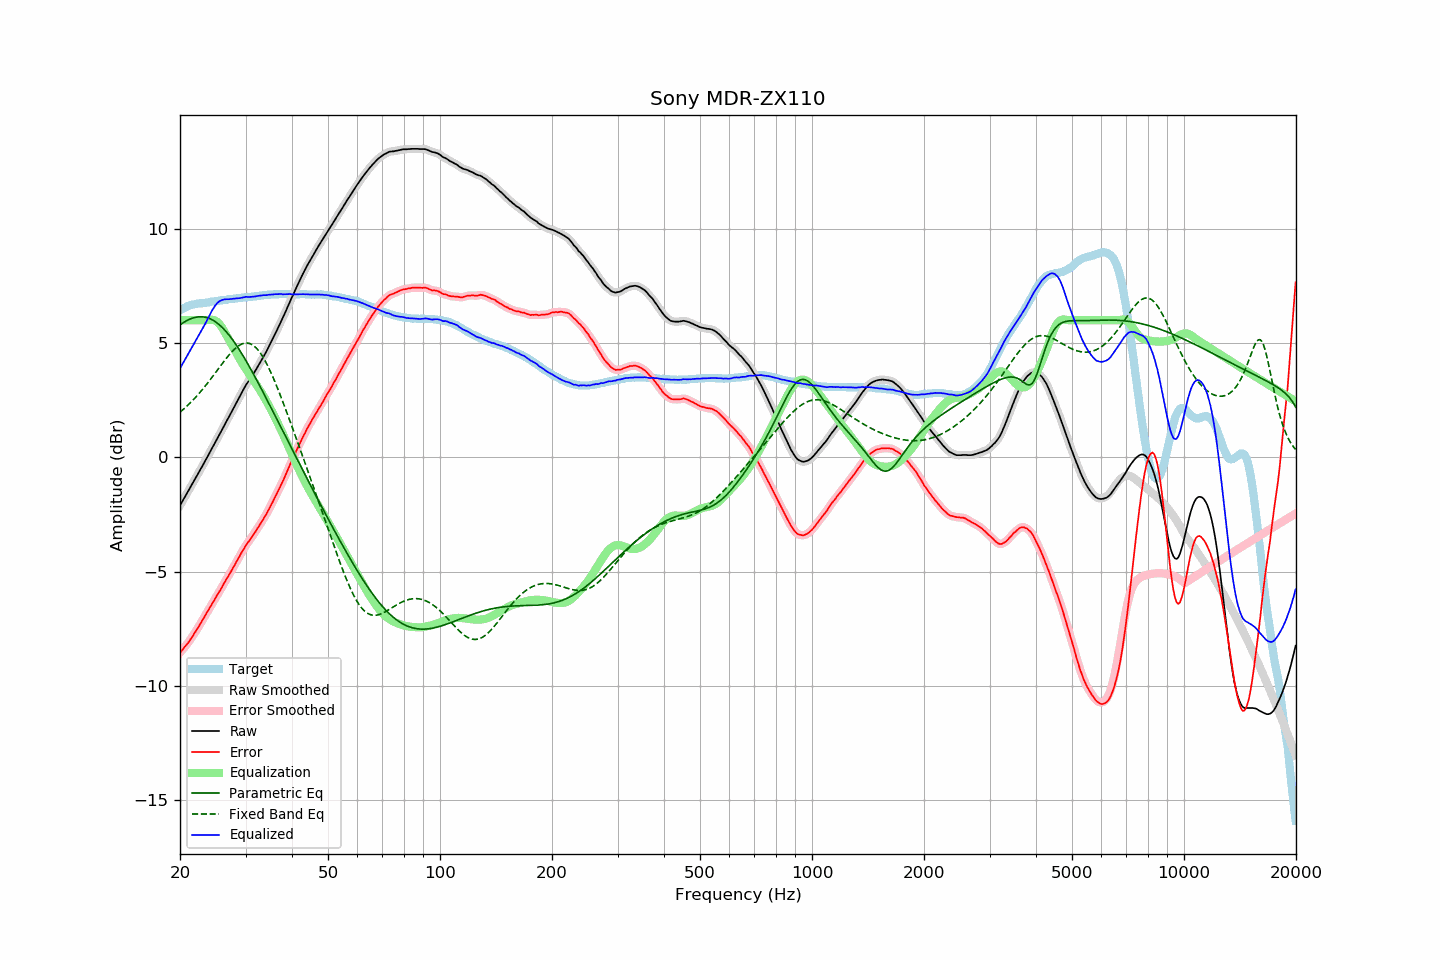 Sony MDR-ZX110
Amplitude (dBr)
10
5
0
−5
−10
−15
Target
Raw Smoothed
Error Smoothed
Raw
Error
Equalization
Parametric Eq
Fixed Band Eq
Equalized
20 50 100 200 500 1000 2000 5000 10000 20000
Frequency (Hz)